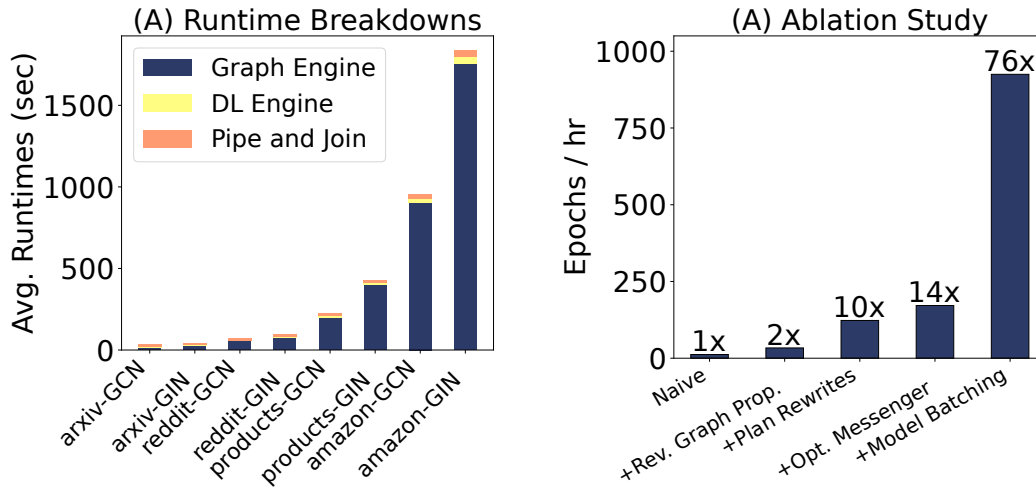 (A) Runtime Breakdowns
Avg. Runtimes (sec)
1500
1000
500
0
Graph Engine
DL Engine
Pipe and Join
arxiv-GCN
arxiv-GIN
reddit-GCN
reddit-GIN
products-GCN
products-GIN
amazon-GCN
amazon-GIN
(A) Ablation Study
Epochs / hr
1000
750
500
250
0
1x
2x
10x
14x
76x
Naive
+Rev. Graph Prop.
+Plan Rewrites
+Opt. Messenger
+Model Batching